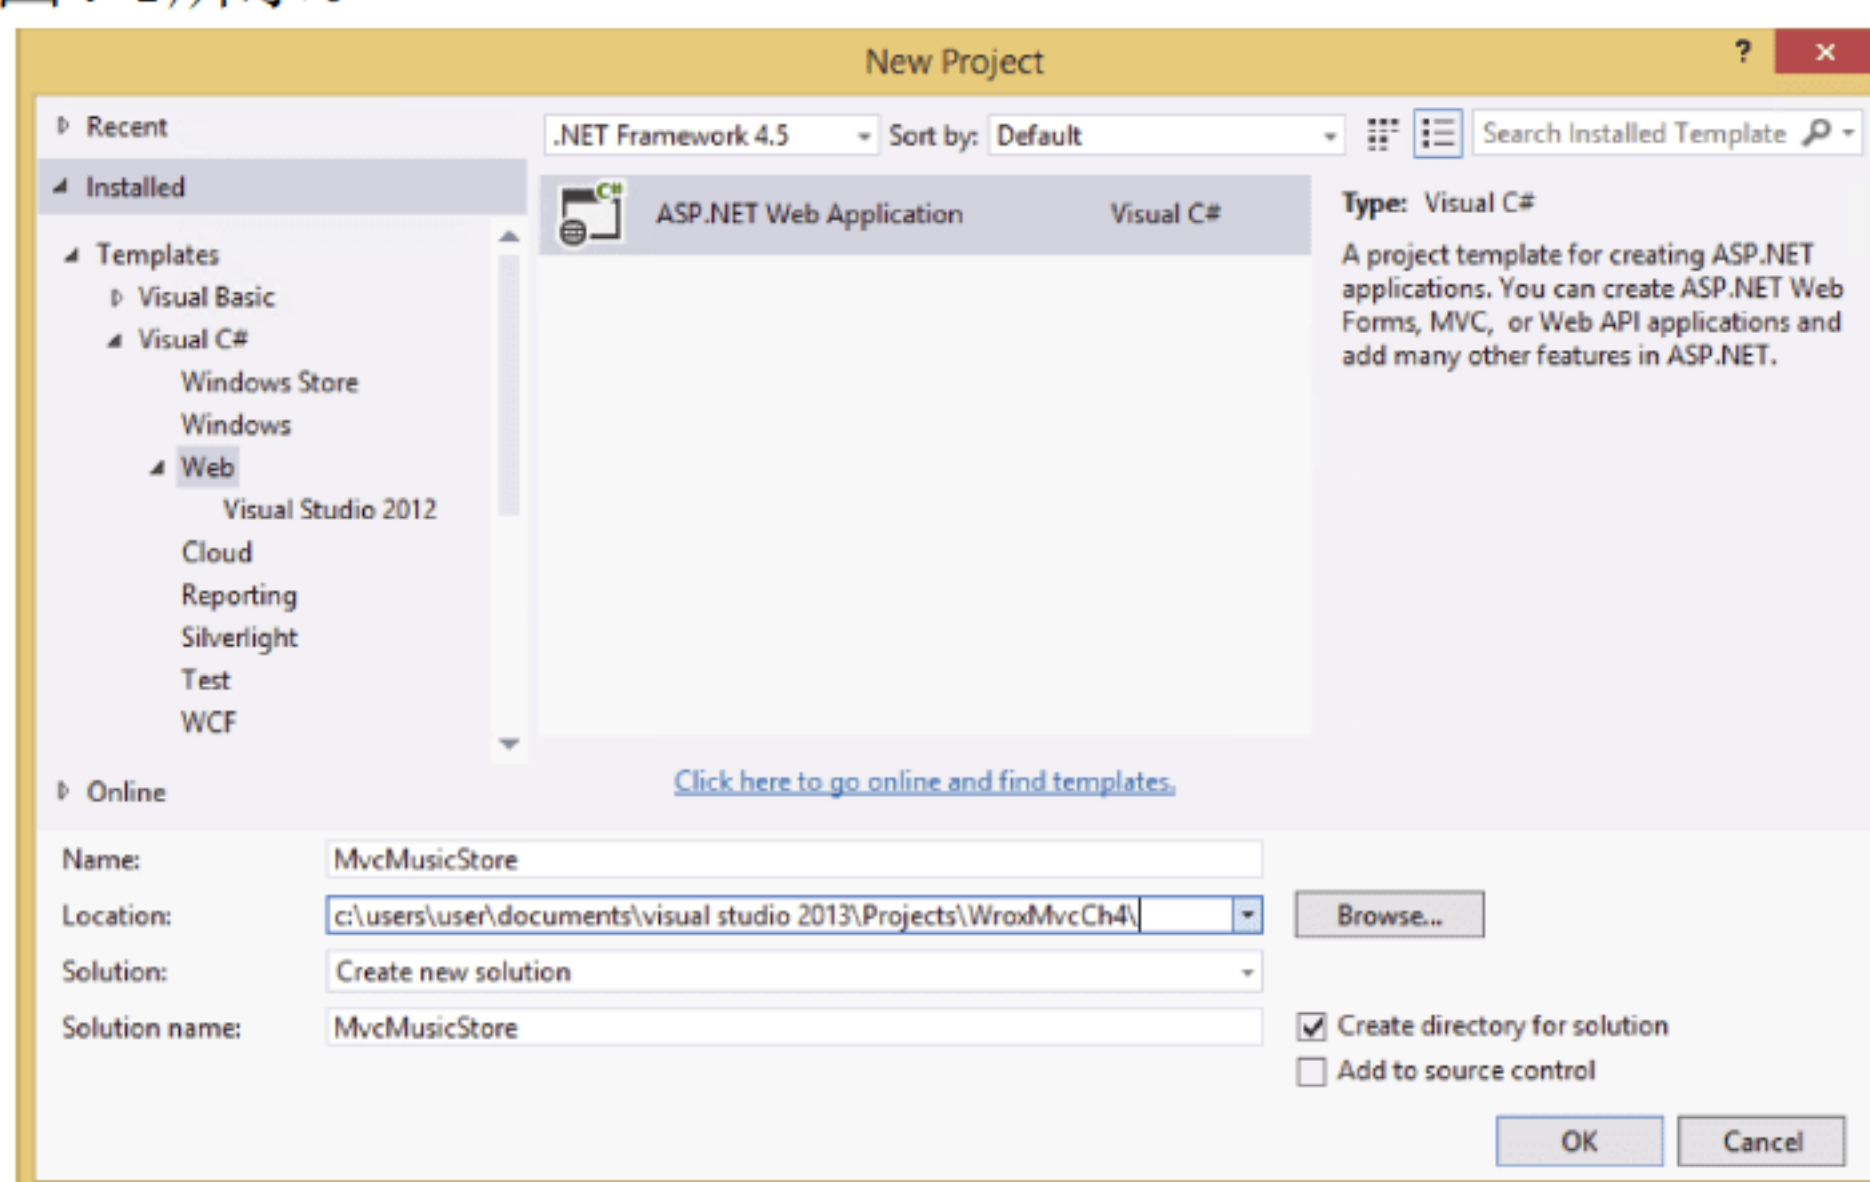 New Project
?
Recent
.NET Framework 4.5
Sort by:
Default
Search Installed Template
Installed
Templates
Visual Basic
Visual C#
Windows Store
Windows
Web
Visual Studio 2012
Cloud
Reporting
Silverlight
Test
WCF
Online
C#
ASP.NET Web Application
Visual C#
Type: Visual C#
A project template for creating ASP.NET
applications. You can create ASP.NET Web
Forms, MVC, or Web API applications and
add many other features in ASP.NET.
Click here to go online and find templates.
Name:
MvcMusicStore
Location:
c:\users\user\documents\visual studio 2013\Projects\WroxMvcCh4\
Browse...
Solution:
Create new solution
Solution name:
MvcMusicStore
Create directory for solution
Add to source control
OK
Cancel